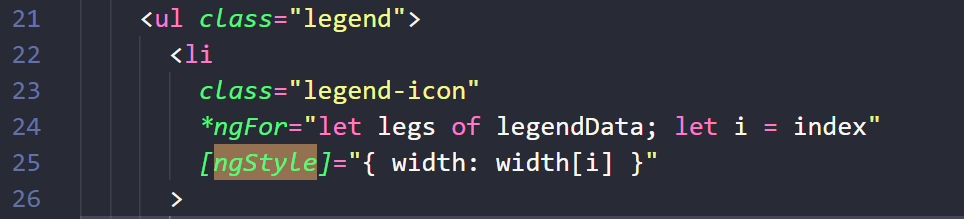 21 <ul class="legend">
22 <li
23 class="legend-icon"
24 *ngFor="let legs of legendData; let i = index"
25 [ngStyle]="{ width: width[i] }"
26 >